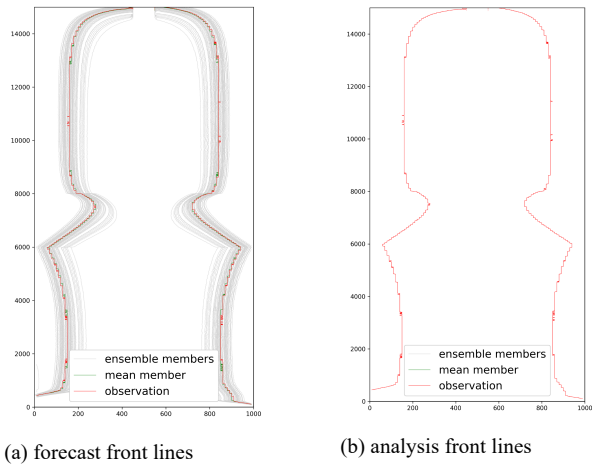 14000
12000
10000
8000
6000
4000
2000
0
0 200 400 600 800 1000
ensemble members
mean member
observation
(a) forecast front lines
14000
12000
10000
8000
6000
4000
2000
0
0 200 400 600 800 1000
ensemble members
mean member
observation
(b) analysis front lines